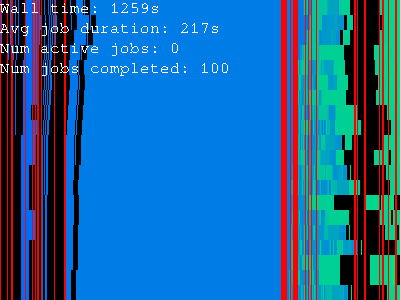 Wall time: 1259s
Avg job duration: 217s
Num active jobs: 0
Num jobs completed: 100